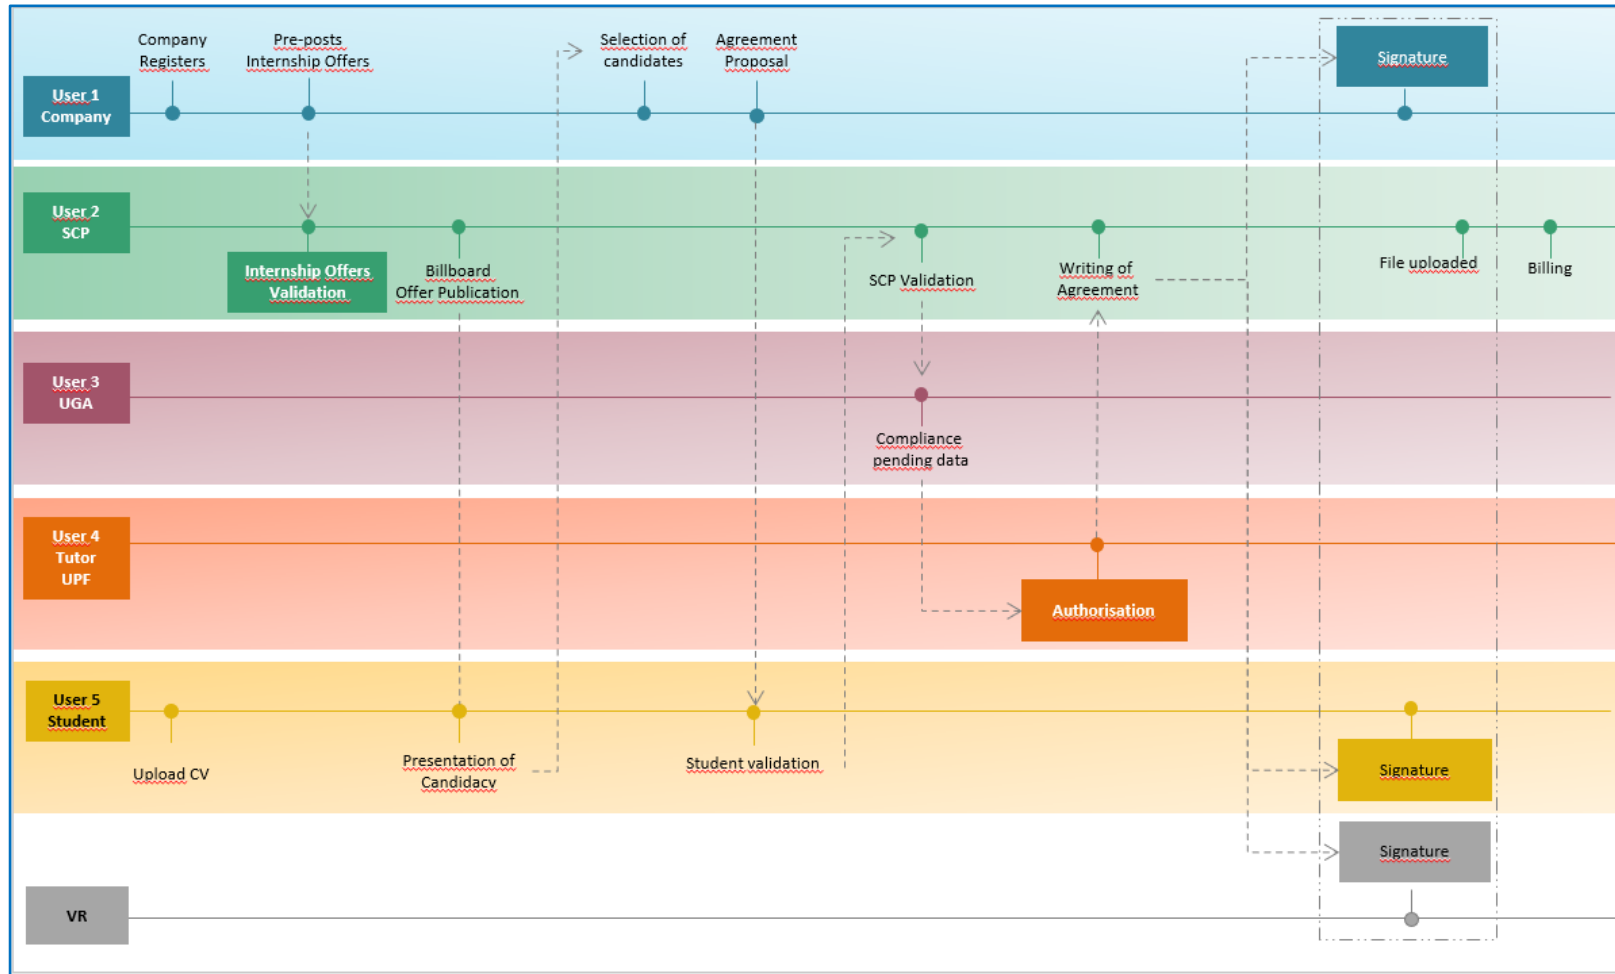 Company
Registers
Pre-posts
Internship Offers
Selection of
candidates
Agreement
Proposal
Signature
User 1
Company
User 2
SCP
Internship Offers
Validation
Billboard
Offer Publication
SCP Validation
Writing of
Agreement
File uploaded
Billing
User 3
UGA
Compliance
pending data
User 4
Tutor
UPF
Authorisation
User 5
Student
Upload CV
Presentation of
Candidacy
Student validation
Signature
Signature
VR